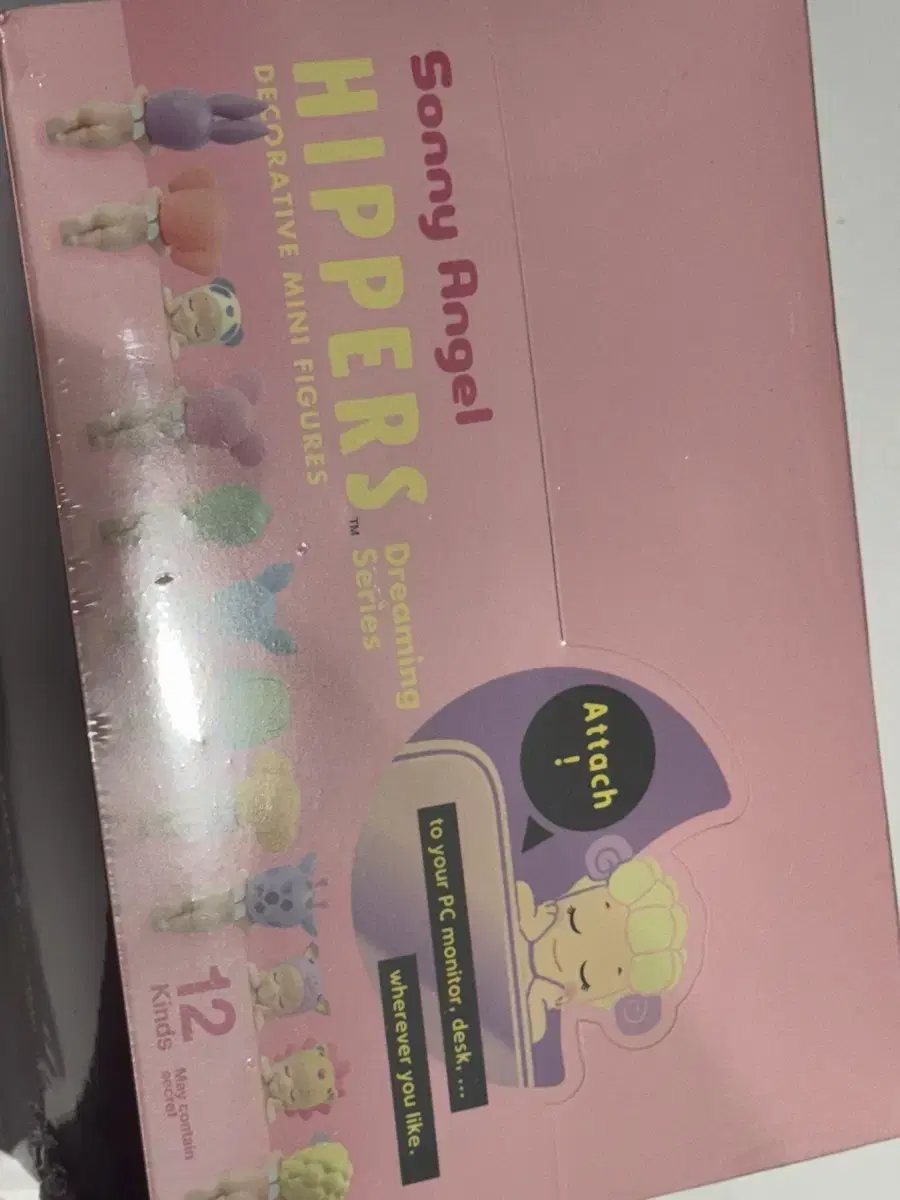 Sonny Angel
HIPPERS™ Dreaming
Series
DECORATIVE MINI FIGURES
Attach
!
to your PC monitor, desk, ...
wherever you like.
12
Kinds
May contain
secret